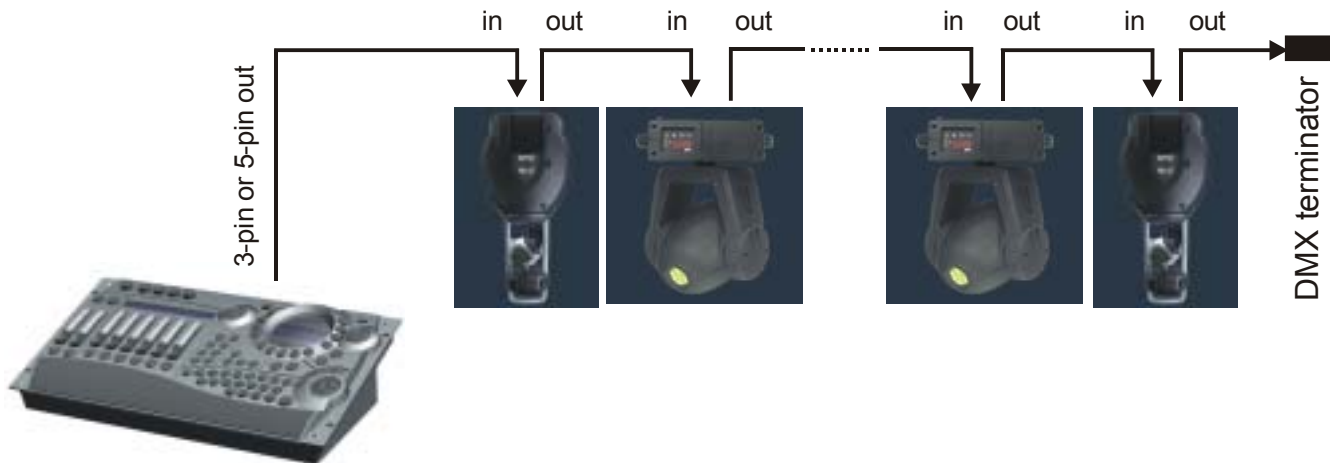 in out in out in out in out
3-pin or 5-pin out
DMX terminator